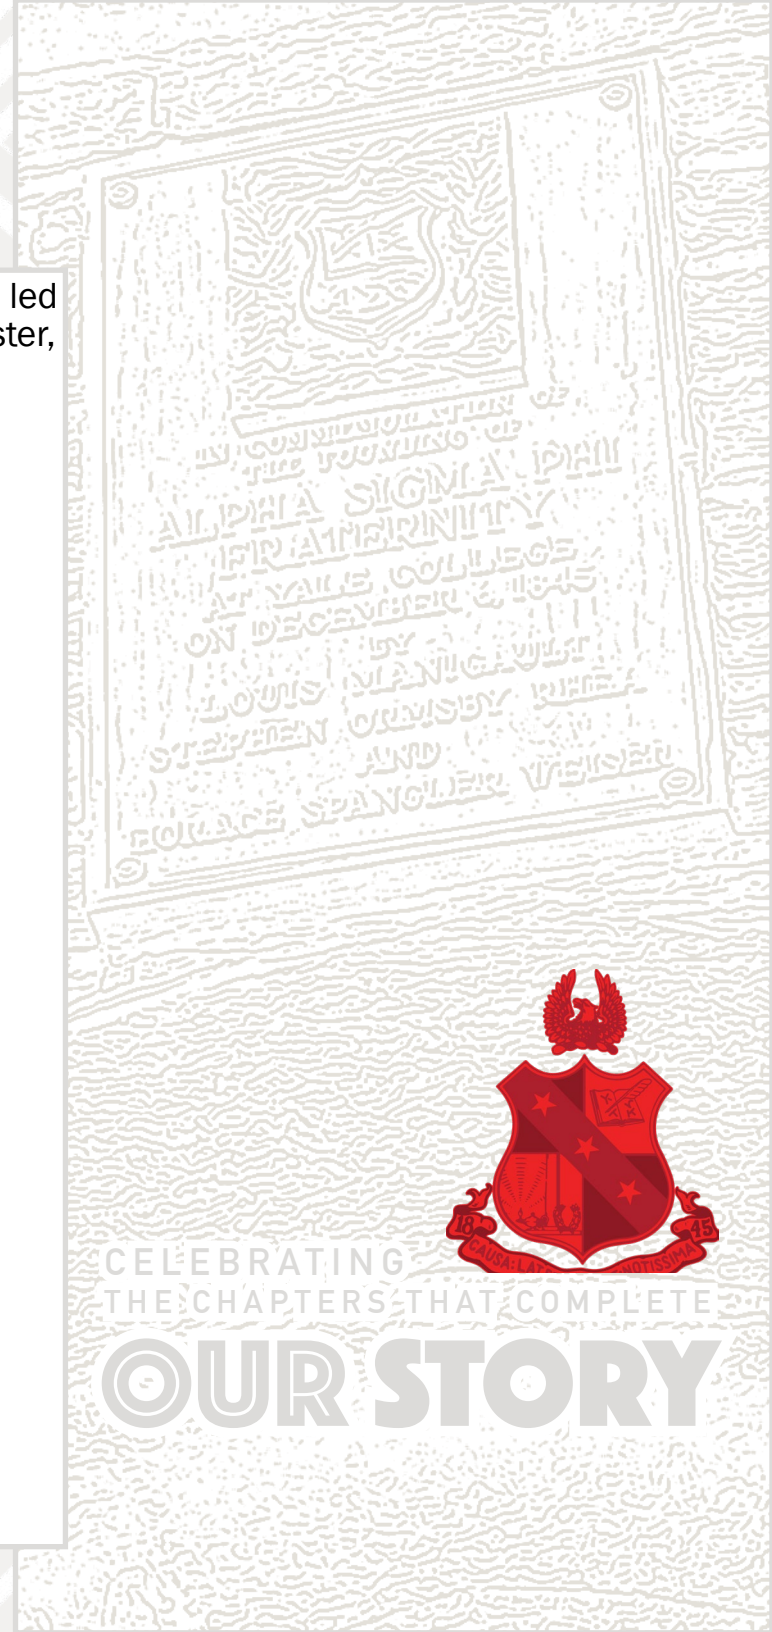 led
ster,
IN COMMEMORATION OF
THE FOUNDING OF
ALPHA SIGMA PHI
FRATERNITY
AT YALE COLLEGE
ON DECEMBER 6, 1845
BY
LOUIS MANIGAULT
STEPHEN ORMSBY RHEA
AND
HORACE SPANGLER WEISER
18
45
CAUSA: LAT
NOTISSIMA
CELEBRATING
THE CHAPTERS THAT COMPLETE
OUR STORY